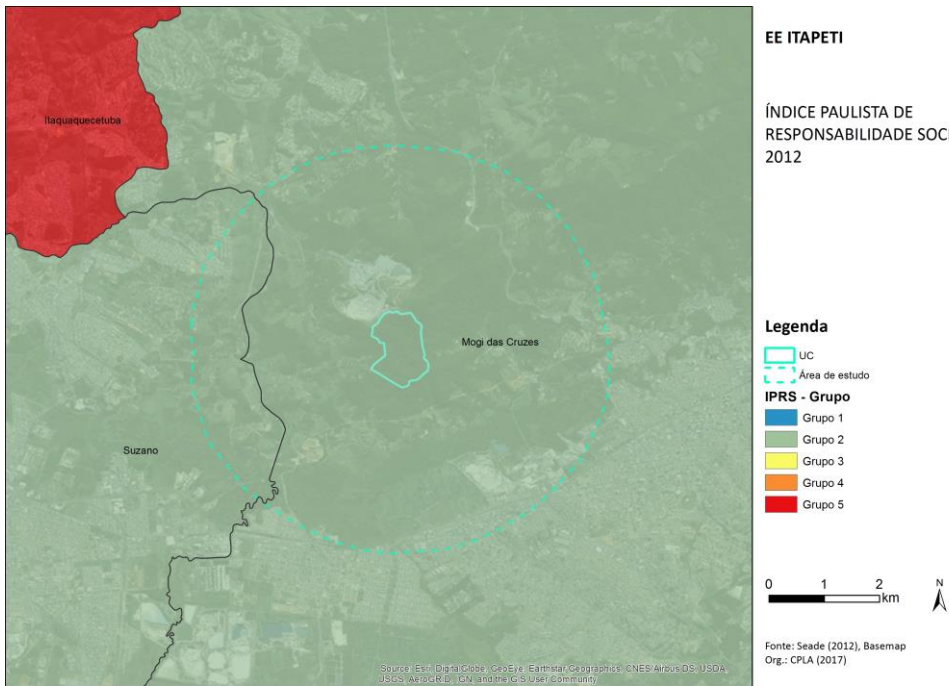 EE ITAPETI
ÍNDICE PAULISTA DE
RESPONSABILIDADE SOC
2012
Itaquaquecetuba
Mogi das Cruzes
Suzano
Legenda
UC
Área de estudo
IPRS - Grupo
Grupo 1
Grupo 2
Grupo 3
Grupo 4
Grupo 5
0 1 2
km
N
Fonte: Seade (2012), Basemap
Org.: CPLA (2017)
Source: Esri, DigitalGlobe, GeoEye, Earthstar Geographics, CNES/Airbus DS, USDA,
USGS, AeroGRID, IGN, and the GIS User Community